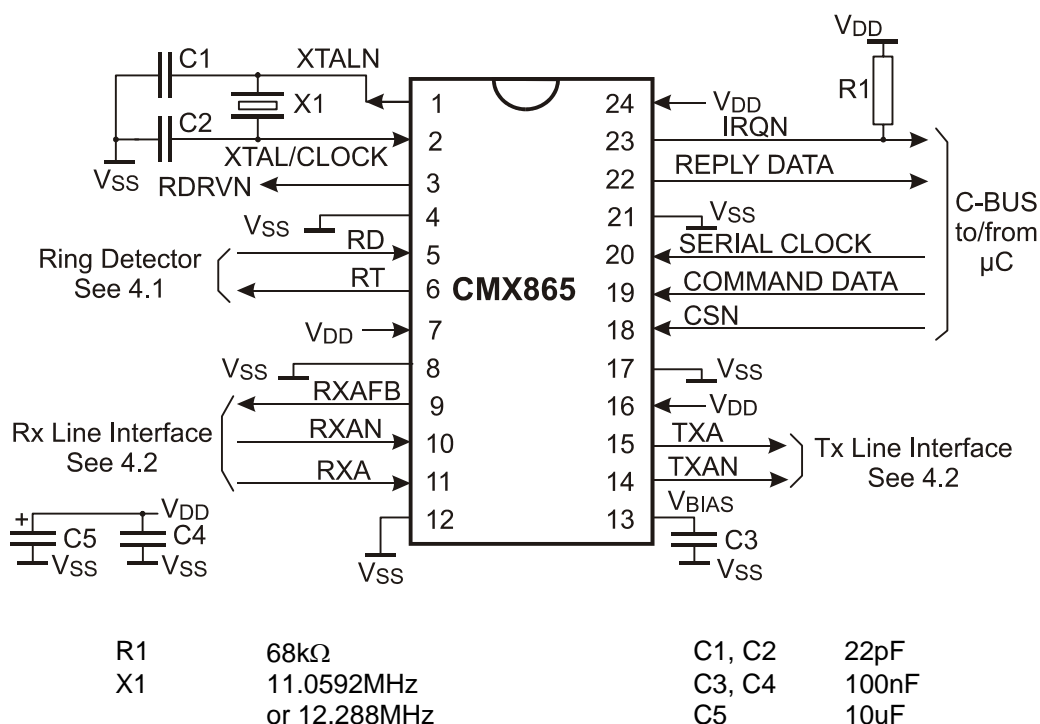 C1
XTALN
X1
C2
XTAL/CLOCK
VSS
RDRVN
VSS
RD
Ring Detector
See 4.1
RT
VDD
VSS
RXAFB
Rx Line Interface
See 4.2
RXAN
RXA
+
VDD
C5
C4
VSS
VSS
VSS
1
2
3
4
5
6
7
8
9
10
11
12
CMX865
24
23
22
21
20
19
18
17
16
15
14
13
VDD
R1
VDD
IRQN
REPLY DATA
VSS
SERIAL CLOCK
COMMAND DATA
CSN
C-BUS
to/from
µC
VSS
VDD
TXA
TXAN
Tx Line Interface
See 4.2
VBIAS
C3
VSS
R1 68kΩ C1, C2 22pF
X1 11.0592MHz C3, C4 100nF
or 12.288MHz C5 10uF